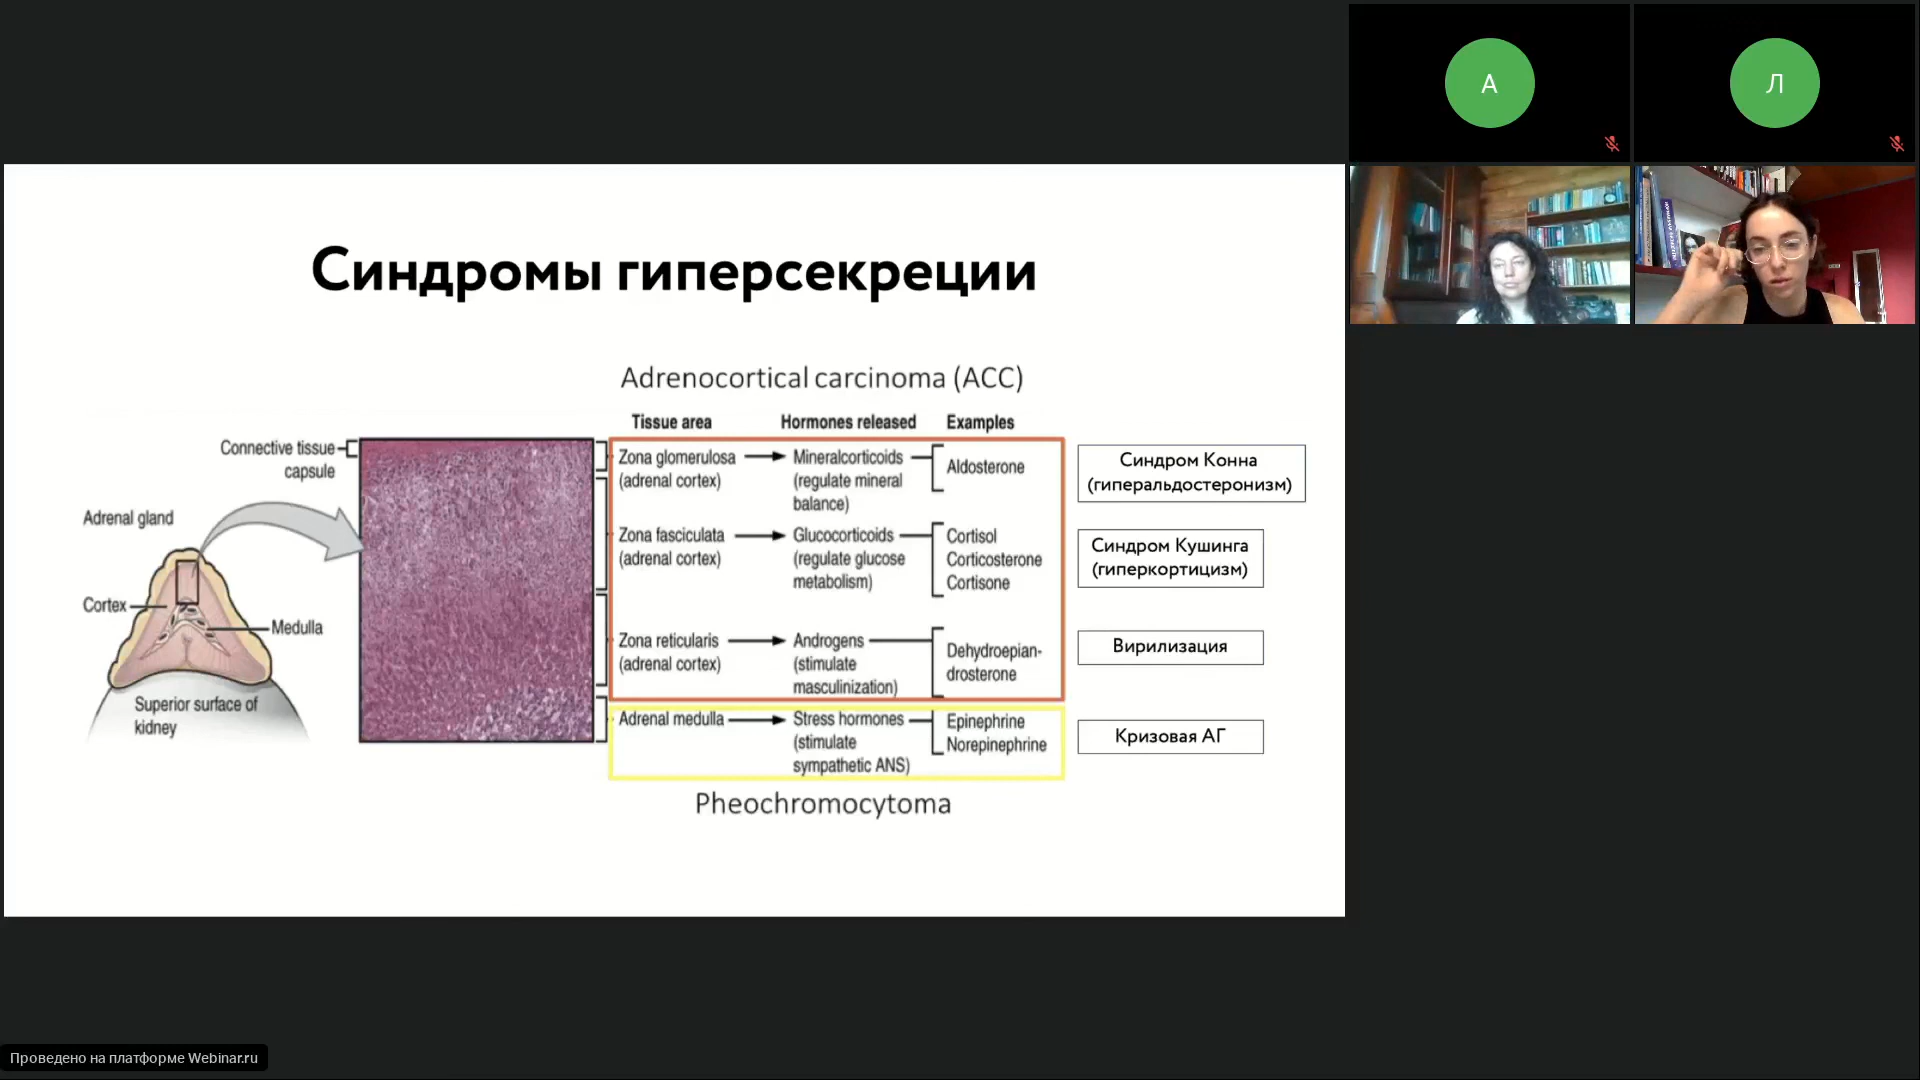 А
Л
Синдромы гиперсекреции
Adrenocortical carcinoma (ACC)
Tissue area
Hormones released
Examples
Connective tissue
capsule
Adrenal gland
Cortex
Medulla
Superior surface of
kidney
Zona glomerulosa
(adrenal cortex)
Mineralcorticoids
(regulate mineral
balance)
Aldosterone
Синдром Конна
(гиперальдостеронизм)
Zona fasciculata
(adrenal cortex)
Glucocorticoids
(regulate glucose
metabolism)
Cortisol
Corticosterone
Cortisone
Синдром Кушинга
(гиперкортицизм)
Zona reticularis
(adrenal cortex)
Androgens
(stimulate
masculinization)
Dehydroepian-
drosterone
Вирилизация
Adrenal medulla
Stress hormones
(stimulate
sympathetic ANS)
Epinephrine
Norepinephrine
Кризовая АГ
Pheochromocytoma
Проведено на платформе Webinar.ru